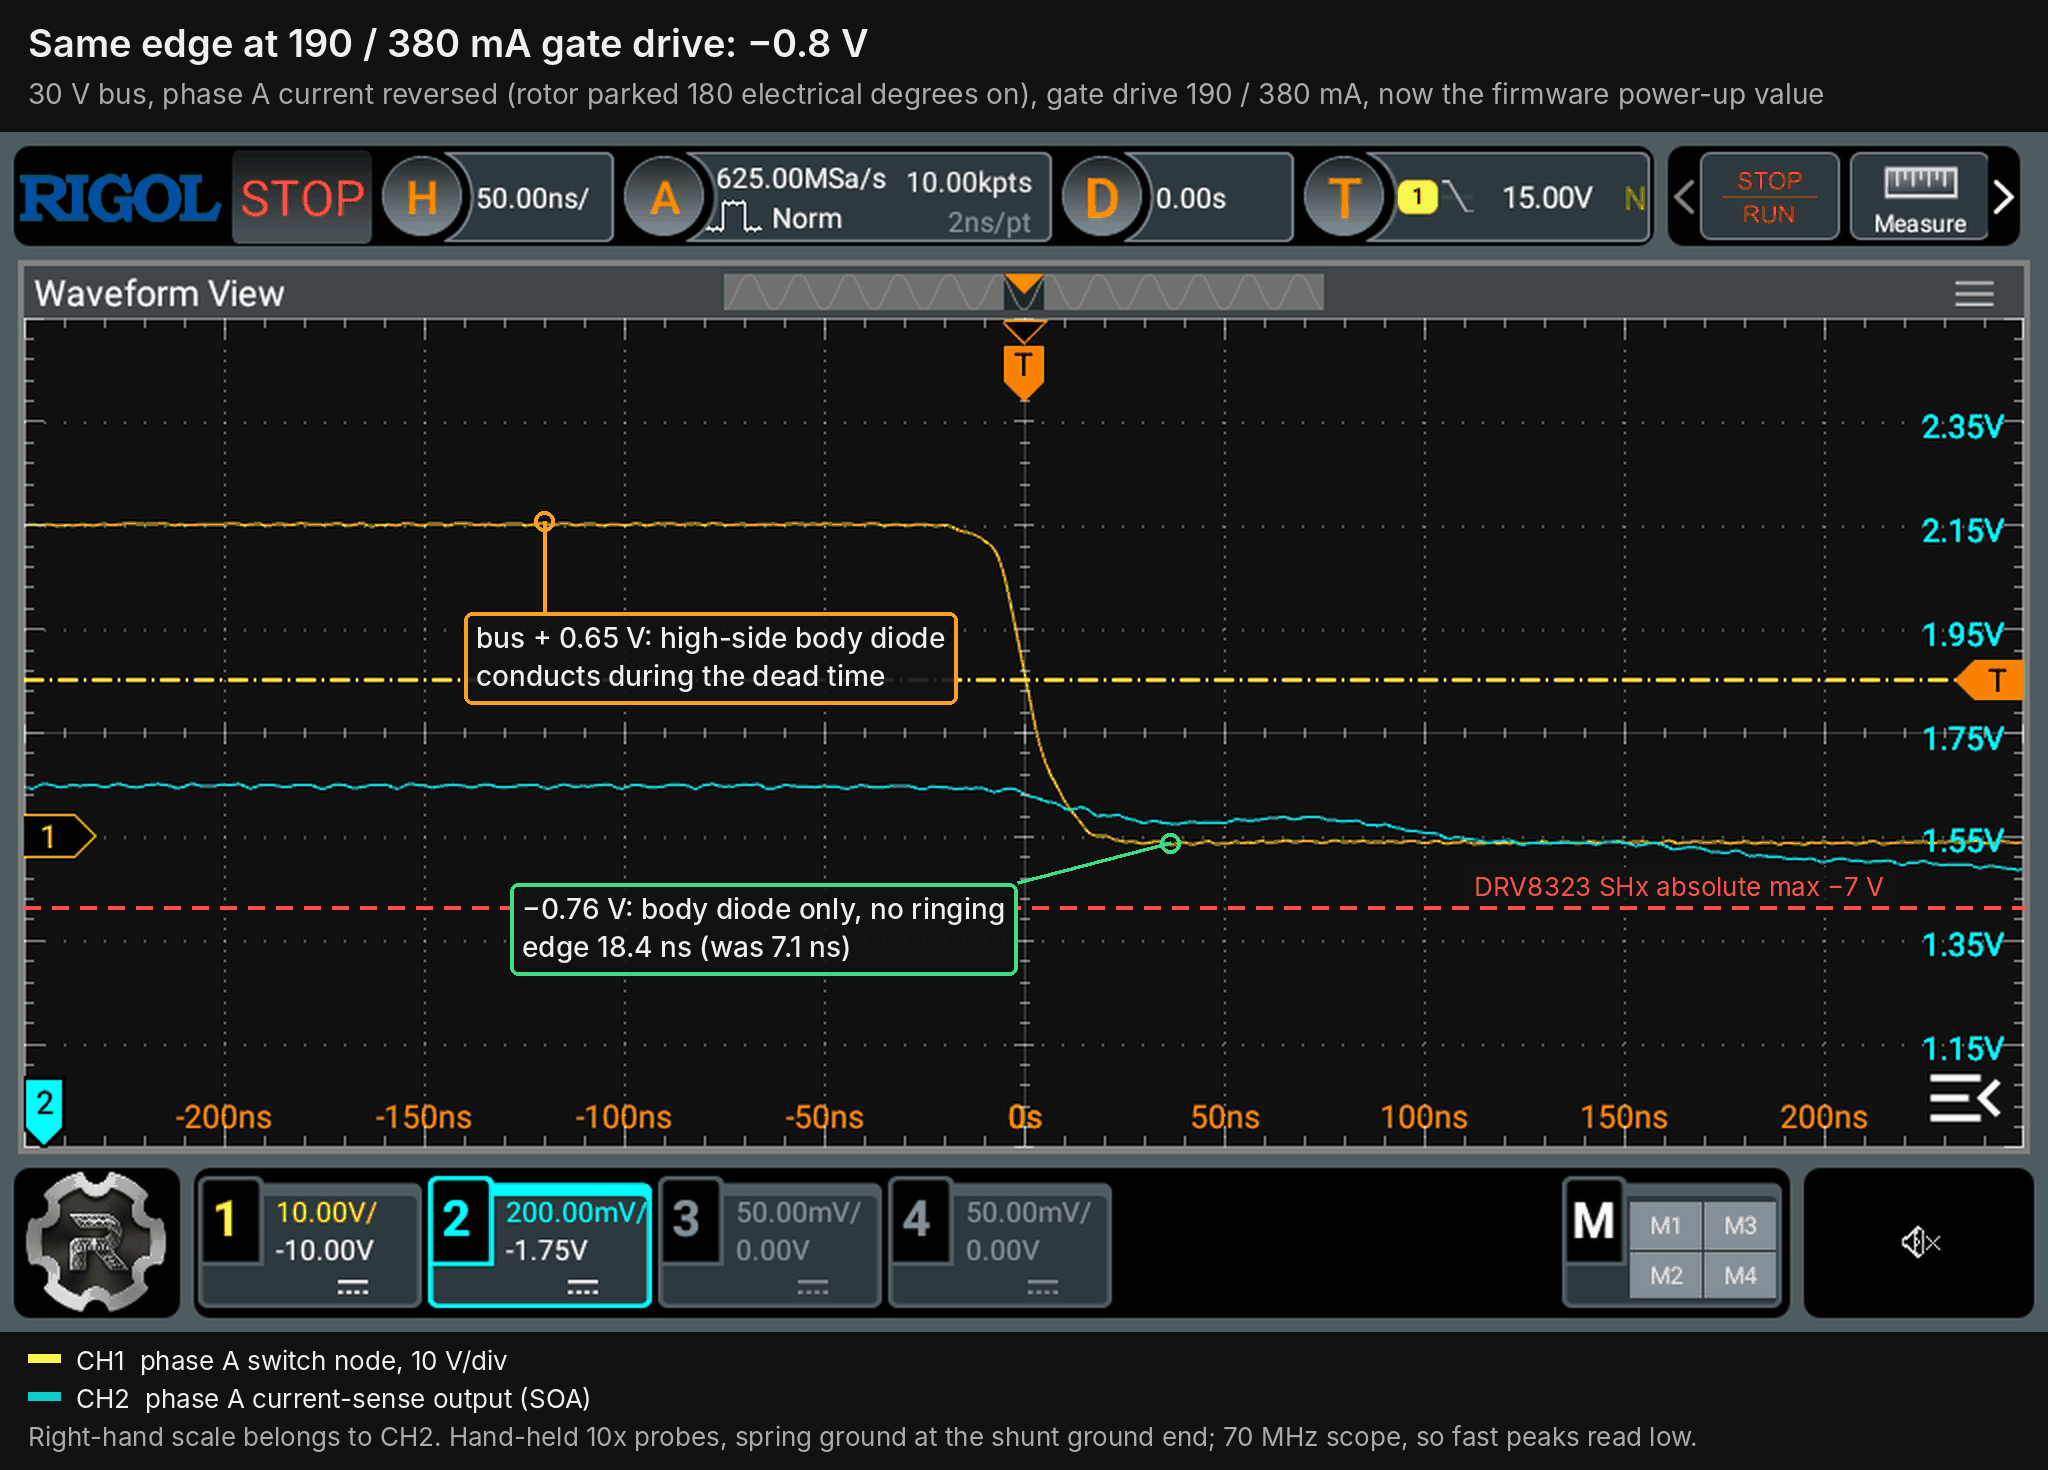 Same edge at 190 / 380 mA gate drive: −0.8 V
30 V bus, phase A current reversed (rotor parked 180 electrical degrees on), gate drive 190 / 380 mA, now the firmware power-up value
RIGOL
STOP
H
50.00ns/
A
625.00MSa/s
10.00kpts
Norm
2ns/pt
D
0.00s
T
1
15.00V
N
STOP
RUN
Measure
Waveform View
T
2.35V
2.15V
bus + 0.65 V: high-side body diode
conducts during the dead time
1.95V
T
1.75V
1
1.55V
DRV8323 SHx absolute max −7 V
−0.76 V: body diode only, no ringing
edge 18.4 ns (was 7.1 ns)
1.35V
1.15V
2
-200ns
-150ns
-100ns
-50ns
0s
50ns
100ns
150ns
200ns
R
1
10.00V/
-10.00V
2
200.00mV/
-1.75V
3
50.00mV/
0.00V
4
50.00mV/
0.00V
M
M1
M3
M2
M4
CH1 phase A switch node, 10 V/div
CH2 phase A current-sense output (SOA)
Right-hand scale belongs to CH2. Hand-held 10x probes, spring ground at the shunt ground end; 70 MHz scope, so fast peaks read low.